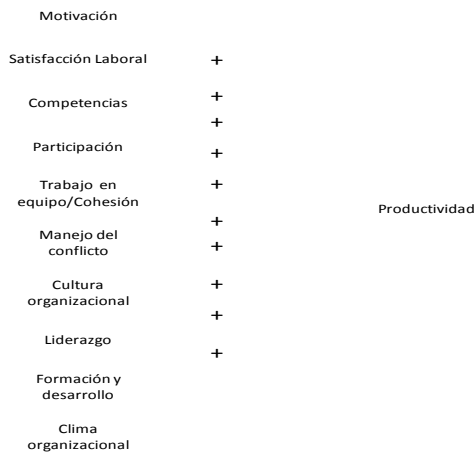 Motivación
Satisfacción Laboral
+
Competencias
+
+
Participación
+
Trabajo en
equipo/Cohesión
+
Productividad
+
Manejo del
conflicto
+
Cultura
organizacional
+
+
Liderazgo
+
Formación y
desarrollo
Clima
organizacional